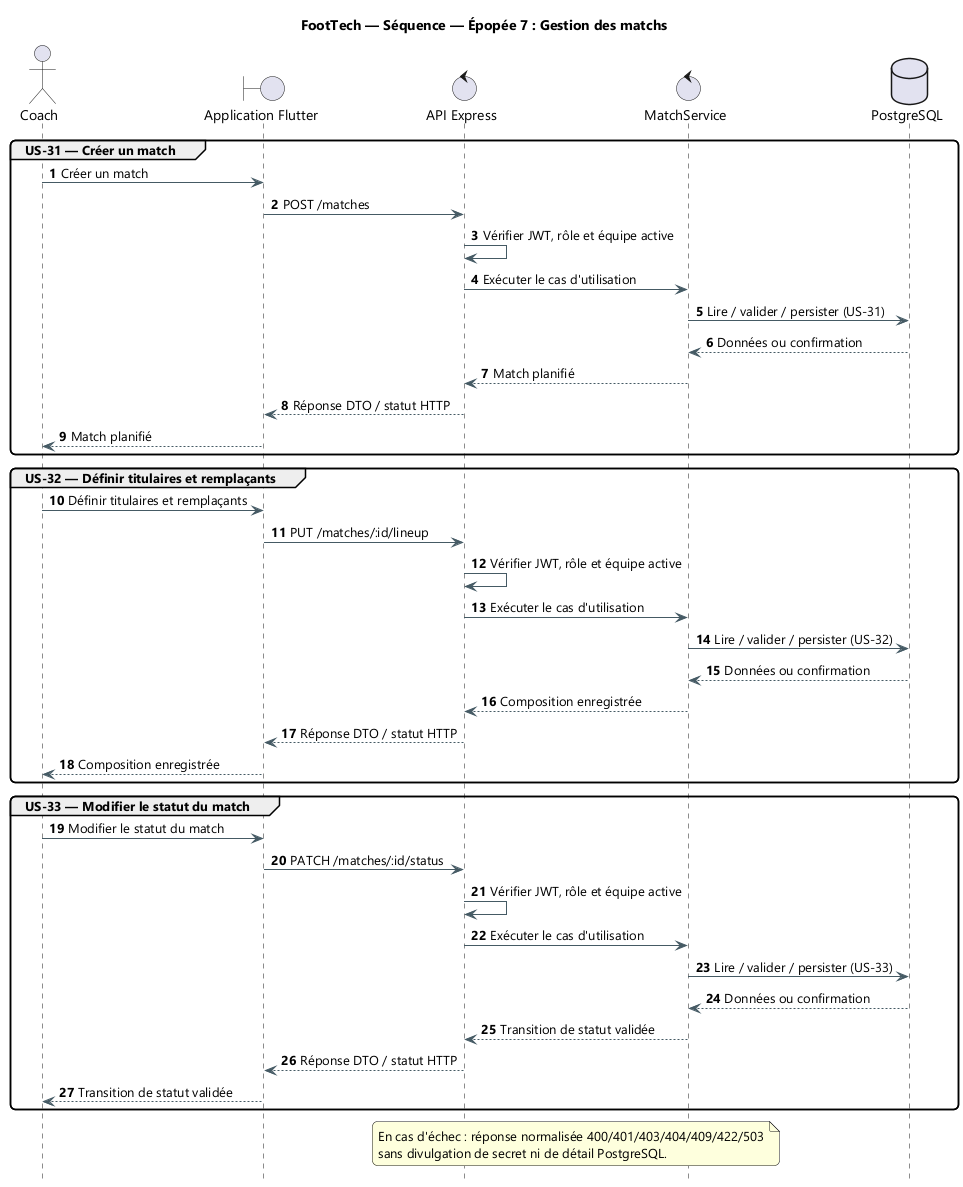 FootTech — Séquence — Épopée 7 : Gestion des matchs
Coach
Application Flutter
API Express
MatchService
PostgreSQL
US-31 — Créer un match
1 Créer un match
2 POST /matches
3 Vérifier JWT, rôle et équipe active
4 Exécuter le cas d'utilisation
5 Lire / valider / persister (US-31)
6 Données ou confirmation
7 Match planifié
8 Réponse DTO / statut HTTP
9 Match planifié
US-32 — Définir titulaires et remplaçants
10 Définir titulaires et remplaçants
11 PUT /matches/:id/lineup
12 Vérifier JWT, rôle et équipe active
13 Exécuter le cas d'utilisation
14 Lire / valider / persister (US-32)
15 Données ou confirmation
16 Composition enregistrée
17 Réponse DTO / statut HTTP
18 Composition enregistrée
US-33 — Modifier le statut du match
19 Modifier le statut du match
20 PATCH /matches/:id/status
21 Vérifier JWT, rôle et équipe active
22 Exécuter le cas d'utilisation
23 Lire / valider / persister (US-33)
24 Données ou confirmation
25 Transition de statut validée
26 Réponse DTO / statut HTTP
27 Transition de statut validée
En cas d'échec : réponse normalisée 400/401/403/404/409/422/503
sans divulgation de secret ni de détail PostgreSQL.